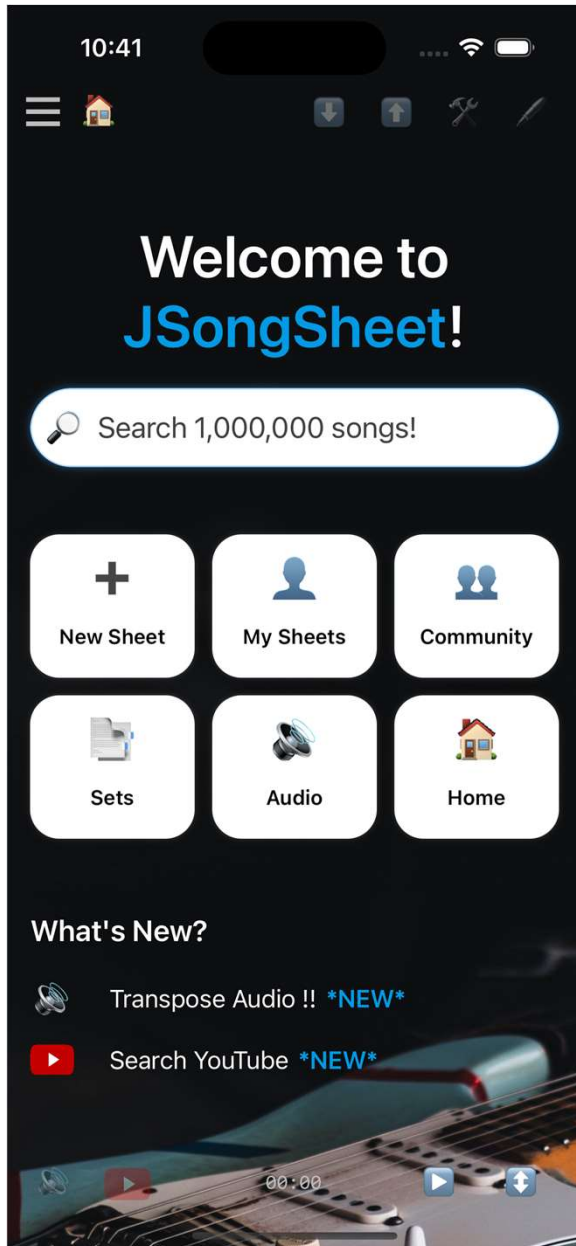 10:41
Welcome to
JSongSheet!
Search 1,000,000 songs!
New Sheet
My Sheets
Community
Sets
Audio
Home
What's New?
Transpose Audio !! *NEW*
Search YouTube *NEW*
00:00